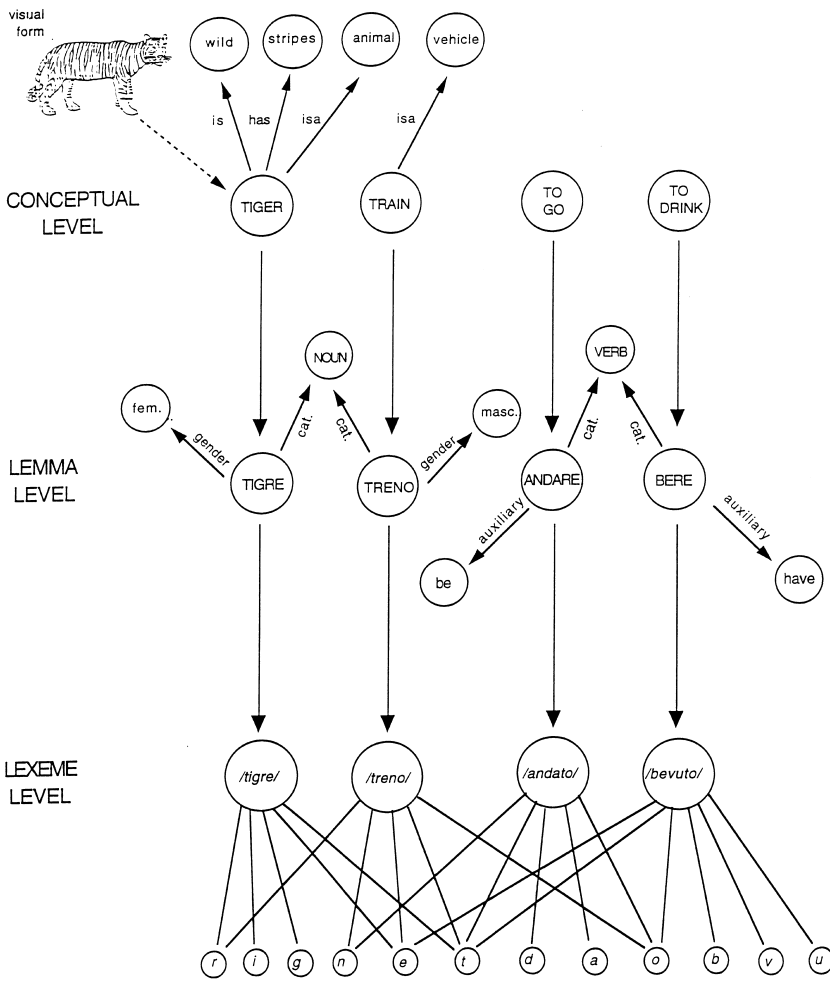 visual
form
wild
stripes
animal
vehicle
is
has
isa
isa
CONCEPTUAL
LEVEL
TIGER
TRAIN
TO
GO
TO
DRINK
NOUN
VERB
fem.
masc.
gender
cat.
cat.
gender
cat.
cat.
LEMMA
LEVEL
TIGRE
TRENO
ANDARE
BERE
auxiliary
auxiliary
be
have
LEXEME
LEVEL
/tigre/
/treno/
/andato/
/bevuto/
r i g n e t d a o b v u